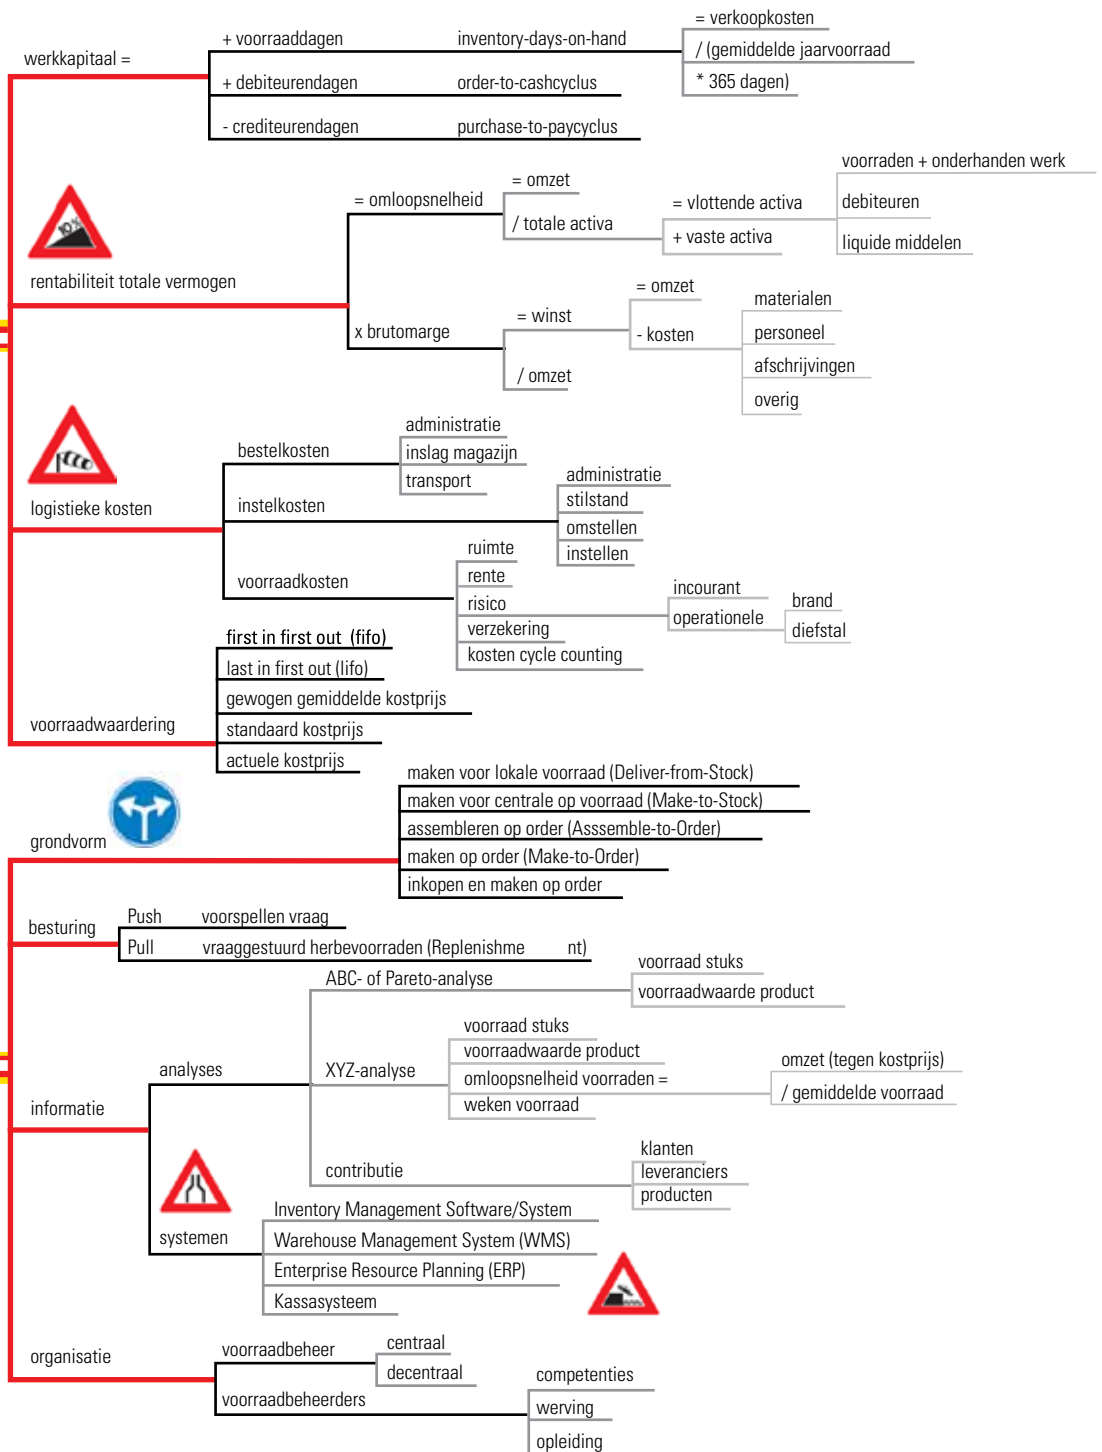 werkkapitaal =
+ voorraaddagen inventory-days-on-hand
= verkoopkosten
/ (gemiddelde jaarvoorraad
* 365 dagen)
+ debiteurendagen order-to-cashcyclus
- crediteurendagen purchase-to-paycyclus
10%
rentabiliteit totale vermogen
= omloopsnelheid
= omzet
/ totale activa
= vlottende activa
+ vaste activa
voorraden + onderhanden werk
debiteuren
liquide middelen
x brutomarge
= winst
/ omzet
= omzet
- kosten
materialen
personeel
afschrijvingen
overig
logistieke kosten
bestelkosten
administratie
inslag magazijn
transport
instelkosten
administratie
stilstand
omstellen
instellen
voorraadkosten
ruimte
rente
risico
verzekering
kosten cycle counting
incourant
operationele
brand
diefstal
voorraadwaardering
first in first out (fifo)
last in first out (lifo)
gewogen gemiddelde kostprijs
standaard kostprijs
actuele kostprijs
grondvorm
maken voor lokale voorraad (Deliver-from-Stock)
maken voor centrale op voorraad (Make-to-Stock)
assembleren op order (Asssemble-to-Order)
maken op order (Make-to-Order)
inkopen en maken op order
besturing
Push voorspellen vraag
Pull vraaggestuurd herbevoorraden (Replenishme nt)
informatie
analyses
ABC- of Pareto-analyse
voorraad stuks
voorraadwaarde product
XYZ-analyse
voorraad stuks
voorraadwaarde product
omloopsnelheid voorraden =
weken voorraad
omzet (tegen kostprijs)
/ gemiddelde voorraad
contributie
klanten
leveranciers
producten
systemen
Inventory Management Software/System
Warehouse Management System (WMS)
Enterprise Resource Planning (ERP)
Kassasysteem
organisatie
voorraadbeheer
centraal
decentraal
voorraadbeheerders
competenties
werving
opleiding